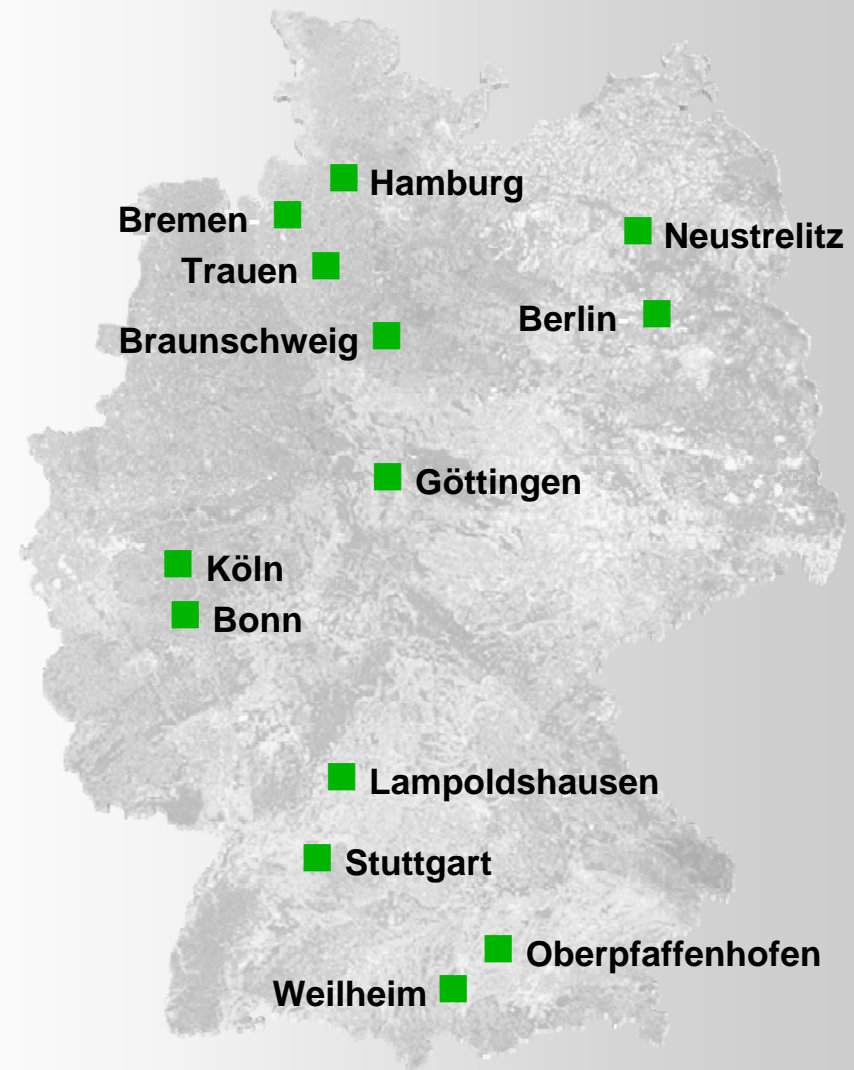 Hamburg
Bremen
Neustrelitz
Trauen
Berlin
Braunschweig
Göttingen
Köln
Bonn
Lampoldshausen
Stuttgart
Oberpfaffenhofen
Weilheim